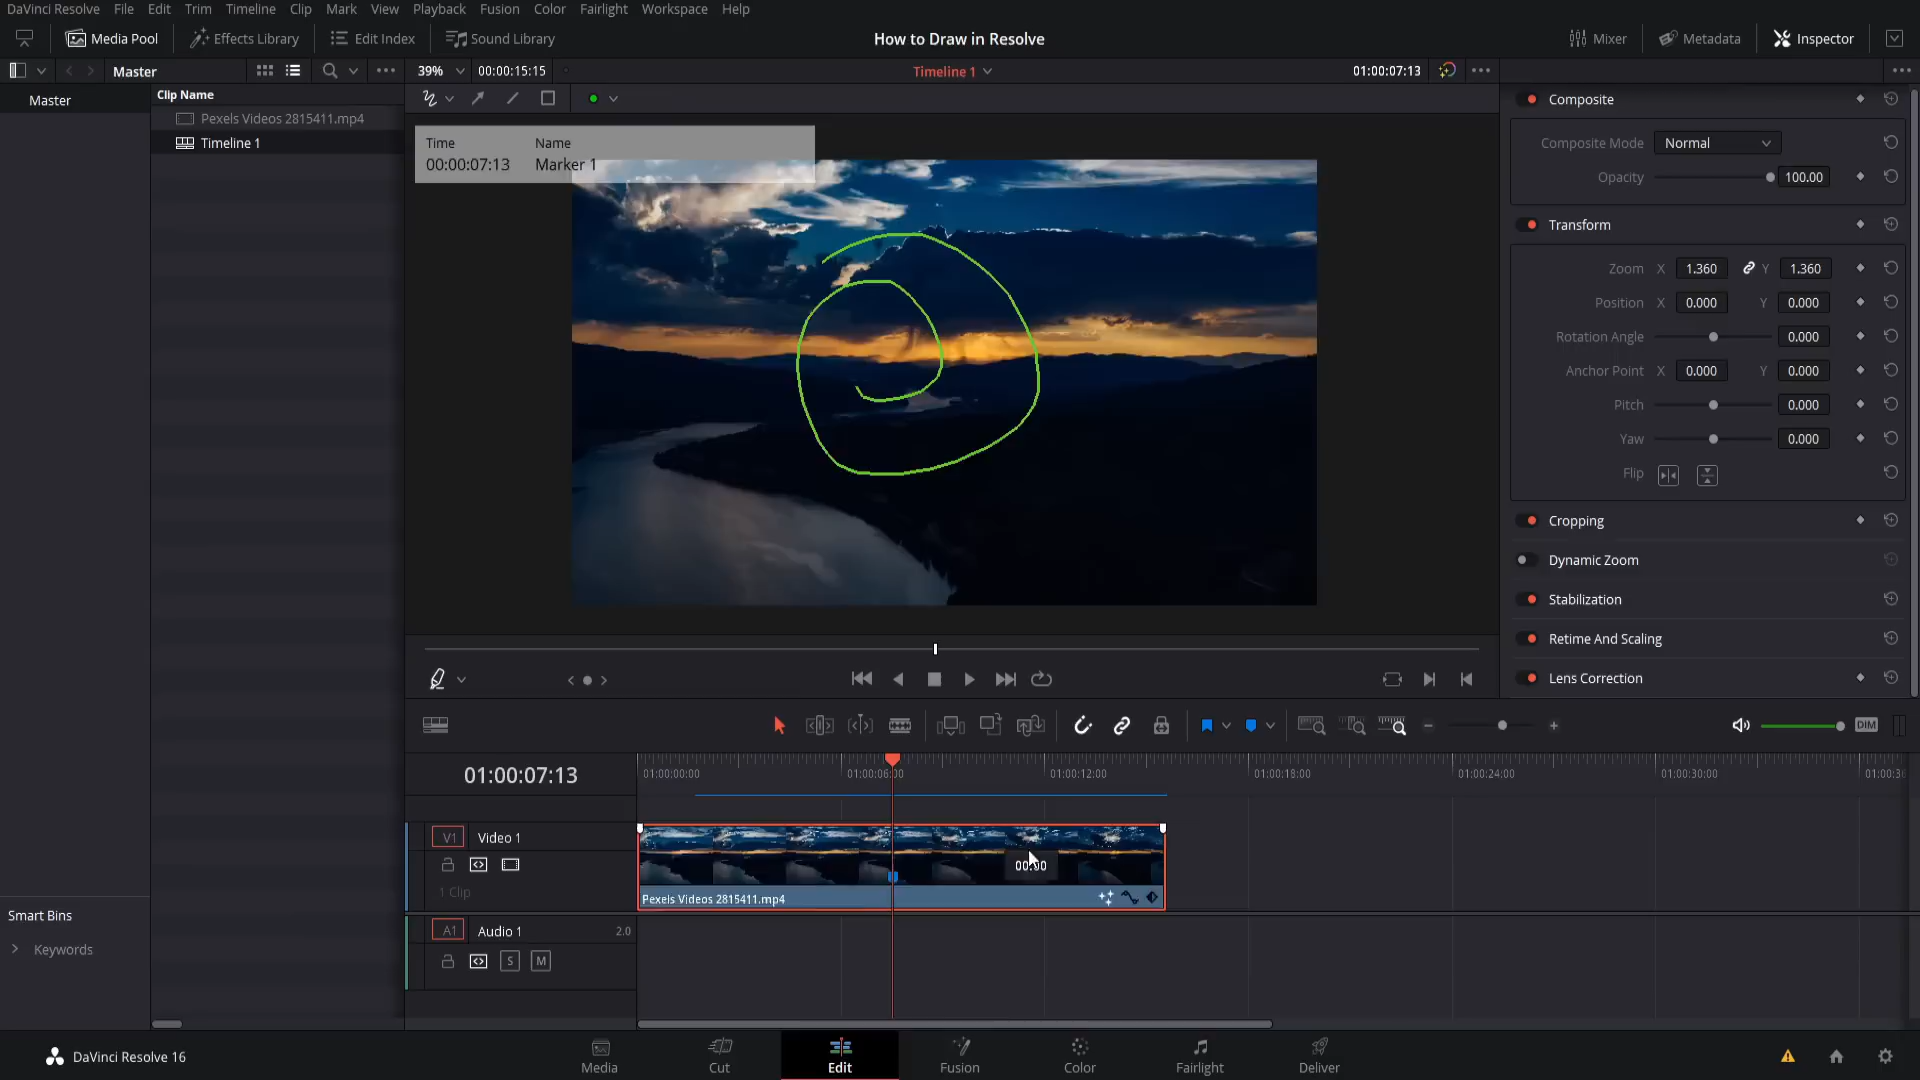 DaVinci Resolve File Edit Trim Timeline Clip Mark View Playback Fusion Color Fairlight Workspace Help
Media Pool Effects Library Edit Index Sound Library How to Draw in Resolve Mixer Metadata Inspector
Master 39% 00:00:15:15 Timeline 1 01:00:07:13
Master
Clip Name
Pexels Videos 2815411.mp4
Timeline 1
Smart Bins
Keywords
Time Name
00:00:07:13 Marker 1
Composite
Composite Mode Normal
Opacity 100.00
Transform
Zoom X 1.360 Y 1.360
Position X 0.000 Y 0.000
Rotation Angle 0.000
Anchor Point X 0.000 Y 0.000
Pitch 0.000
Yaw 0.000
Flip
Cropping
Dynamic Zoom
Stabilization
Retime And Scaling
Lens Correction
DIM
01:00:07:13 01:00:00:00 01:00:06:00 01:00:12:00 01:00:18:00 01:00:24:00 01:00:30:00
V1 Video 1
1 Clip
00:00
Pexels Videos 2815411.mp4
A1 Audio 1 2.0
S M
DaVinci Resolve 16
Media Cut Edit Fusion Color Fairlight Deliver